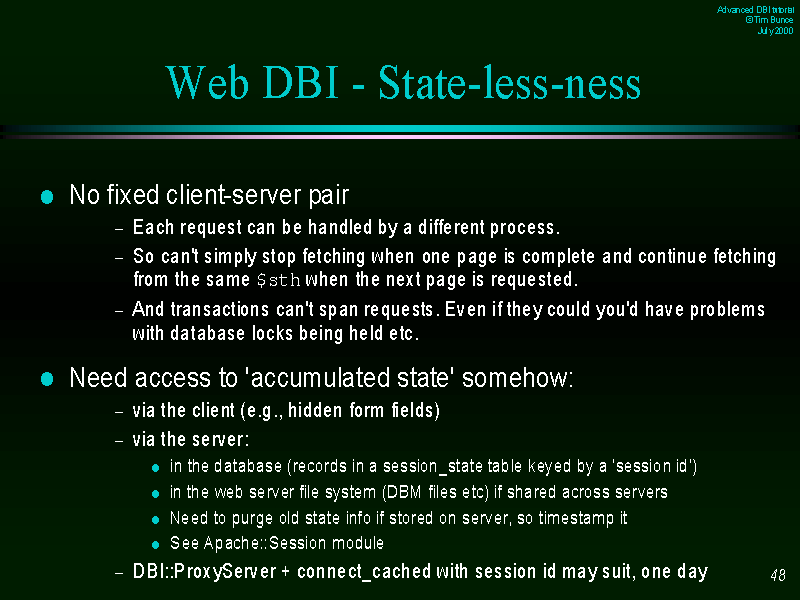 Advanced DBI tutorial
© Tim Bunce
July 2000
Web DBI - State-less-ness
No fixed client-server pair
– Each request can be handled by a different process.
– So can't simply stop fetching when one page is complete and continue fetching
from the same $sth when the next page is requested.
– And transactions can't span requests. Even if they could you'd have problems
with database locks being held etc.
Need access to 'accumulated state' somehow:
– via the client (e.g., hidden form fields)
– via the server:
in the database (records in a session_state table keyed by a 'session id')
in the web server file system (DBM files etc) if shared across servers
Need to purge old state info if stored on server, so timestamp it
See Apache::Session module
– DBI::ProxyServer + connect_cached with session id may suit, one day
48